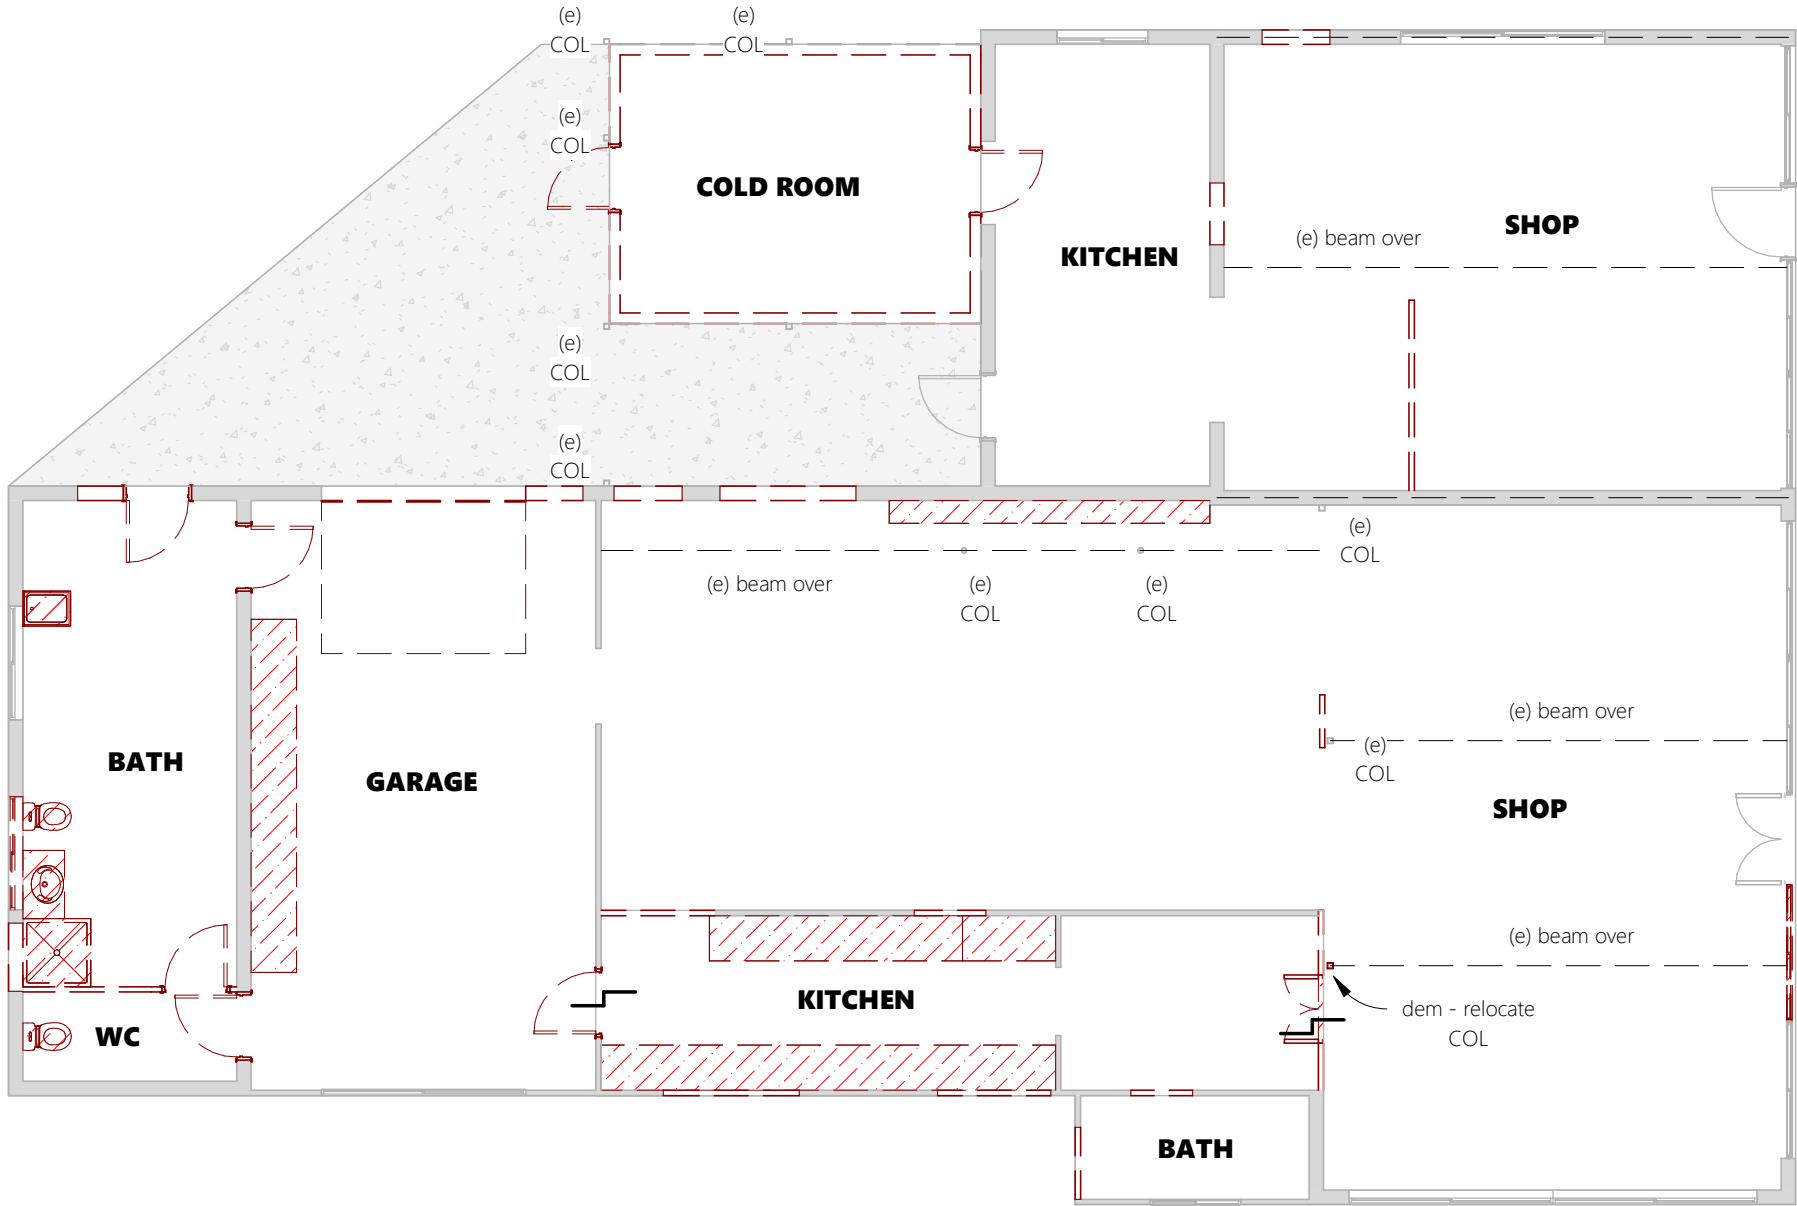 (e)
COL
(e)
COL
(e)
COL
COLD ROOM
SHOP
(e) beam over
KITCHEN
(e)
COL
(e)
COL
(e)
COL
(e) beam over
(e)
COL
(e)
COL
(e) beam over
(e)
COL
BATH
GARAGE
SHOP
(e) beam over
KITCHEN
dem - relocate
COL
WC
BATH